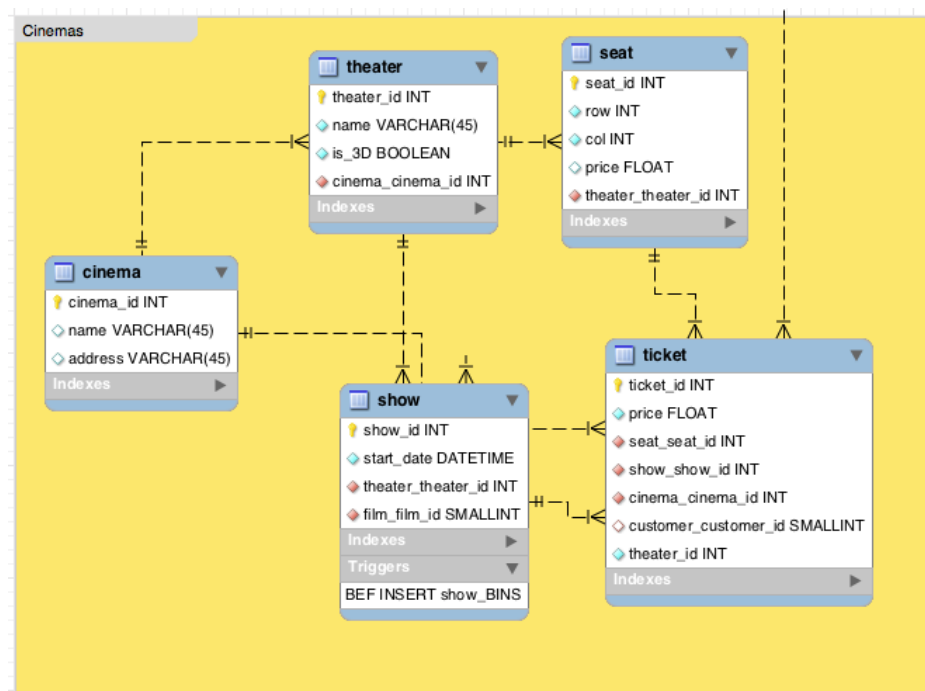 Cinemas
theater
theater_id INT
name VARCHAR(45)
is_3D BOOLEAN
cinema_cinema_id INT
Indexes
seat
seat_id INT
row INT
col INT
price FLOAT
theater_theater_id INT
Indexes
cinema
cinema_id INT
name VARCHAR(45)
address VARCHAR(45)
Indexes
show
show_id INT
start_date DATETIME
theater_theater_id INT
film_film_id SMALLINT
Indexes
Triggers
BEF INSERT show_BINS
ticket
ticket_id INT
price FLOAT
seat_seat_id INT
show_show_id INT
cinema_cinema_id INT
customer_customer_id SMALLINT
theater_id INT
Indexes